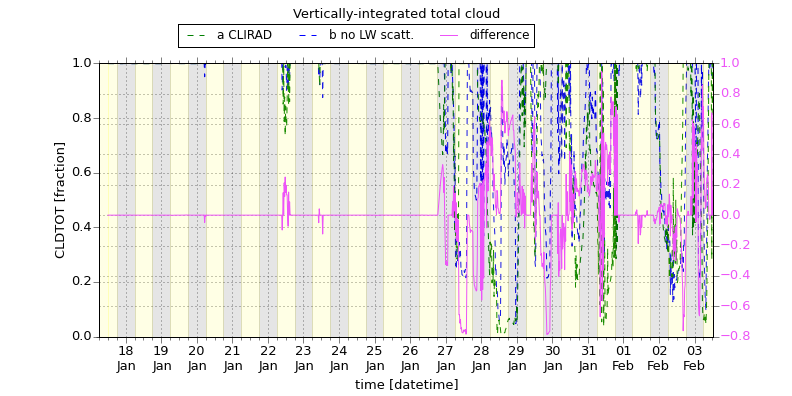 Vertically-integrated total cloud
a CLIRAD b no LW scatt. difference
1.0
0.8
0.6
0.4
0.2
0.0
CLDTOT [fraction]
1.0
0.8
0.6
0.4
0.2
0.0
−0.2
−0.4
−0.6
−0.8
18 19 20 21 22 23 24 25 26 27 28 29 30 31 01 02 03
Jan Jan Jan Jan Jan Jan Jan Jan Jan Jan Jan Jan Jan Jan Feb Feb Feb
time [datetime]